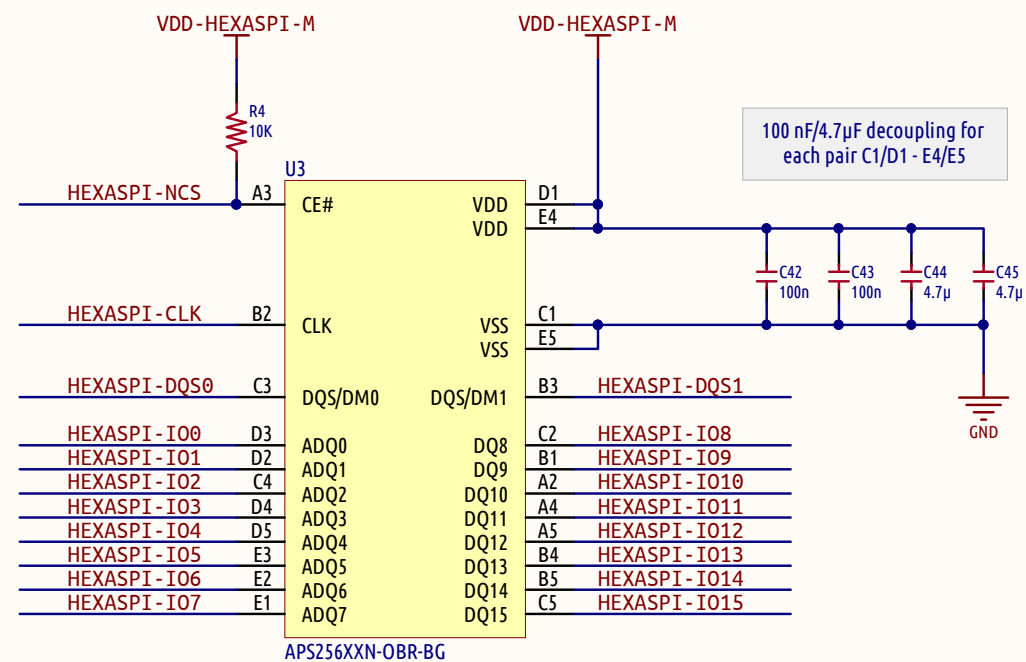 VDD-HEXASPI-M
VDD-HEXASPI-M
R4
10K
100 nF/4.7µF decoupling for
each pair C1/D1 - E4/E5
U3
HEXASPI-NCS A3 CE# VDD D1
VDD E4
C42
100n
C43
100n
C44
4.7µ
C45
4.7µ
HEXASPI-CLK B2 CLK VSS C1
VSS E5
HEXASPI-DQS0 C3 DQS/DM0 DQS/DM1 B3 HEXASPI-DQS1
GND
HEXASPI-IO0 D3 ADQ0 DQ8 C2 HEXASPI-IO8
HEXASPI-IO1 D2 ADQ1 DQ9 B1 HEXASPI-IO9
HEXASPI-IO2 C4 ADQ2 DQ10 A2 HEXASPI-IO10
HEXASPI-IO3 D4 ADQ3 DQ11 A4 HEXASPI-IO11
HEXASPI-IO4 D5 ADQ4 DQ12 A5 HEXASPI-IO12
HEXASPI-IO5 E3 ADQ5 DQ13 B4 HEXASPI-IO13
HEXASPI-IO6 E2 ADQ6 DQ14 B5 HEXASPI-IO14
HEXASPI-IO7 E1 ADQ7 DQ15 C5 HEXASPI-IO15
APS256XXN-OBR-BG